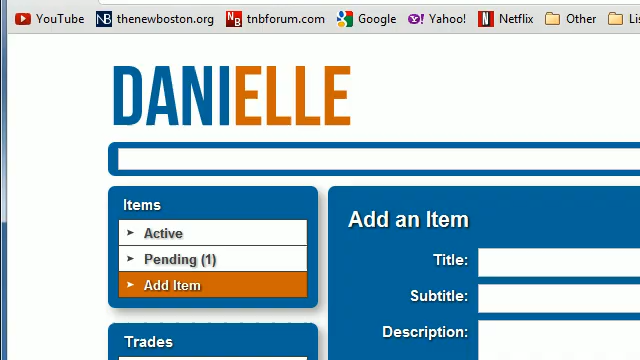 YouTube thenewboston.org tnbforum.com Google Yahoo! Netflix Other
DANIELLE
Items
Active
Pending (1)
Add Item
Trades
Add an Item
Title:
Subtitle:
Description: